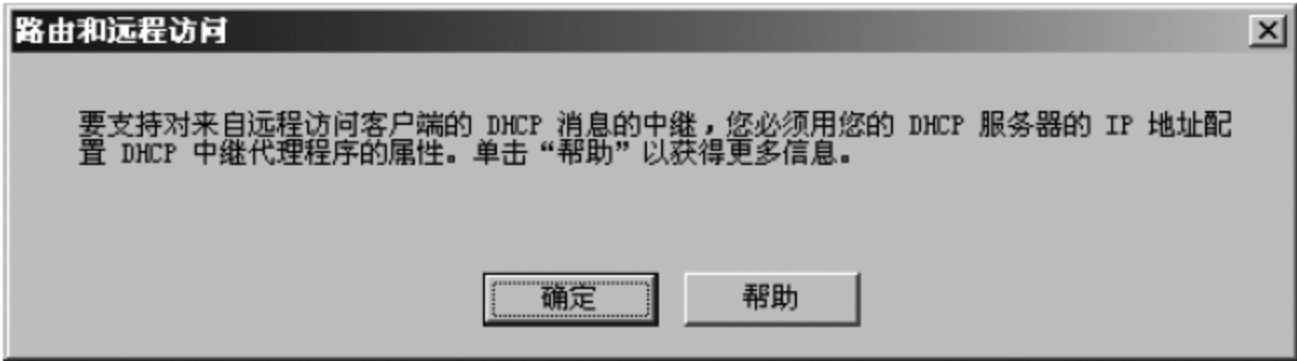 路由和远程访问
要支持对来自远程访问客户端的 DHCP 消息的中继，您必须用您的 DHCP 服务器的 IP 地址配
置 DHCP 中继代理程序的属性。单击“帮助”以获得更多信息。
确定 帮助